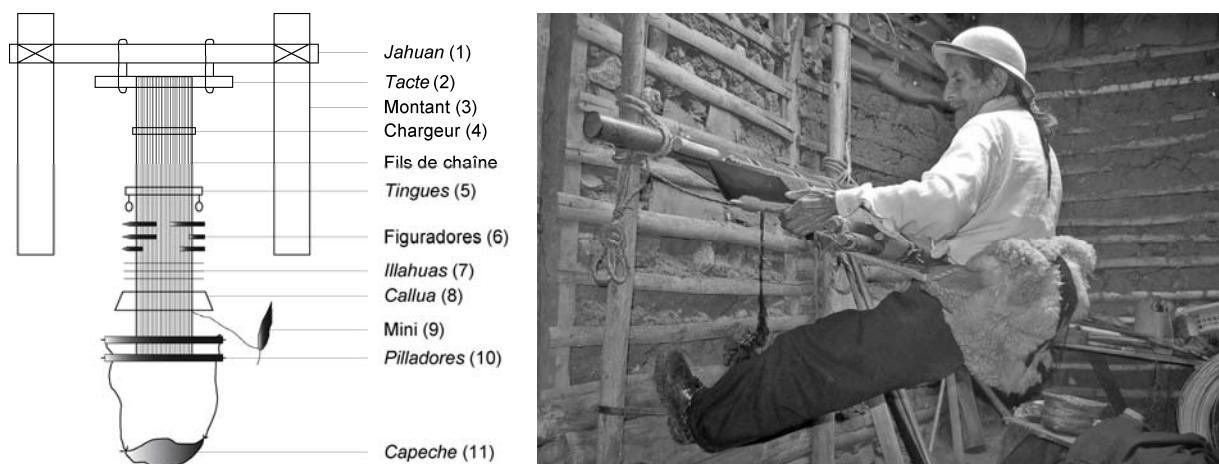 Jahuan (1)
Tacte (2)
Montant (3)
Chargeur (4)
Fils de chaîne
Tingues (5)
Figuradores (6)
Illahuas (7)
Callua (8)
Mini (9)
Pilladores (10)
Capeche (11)